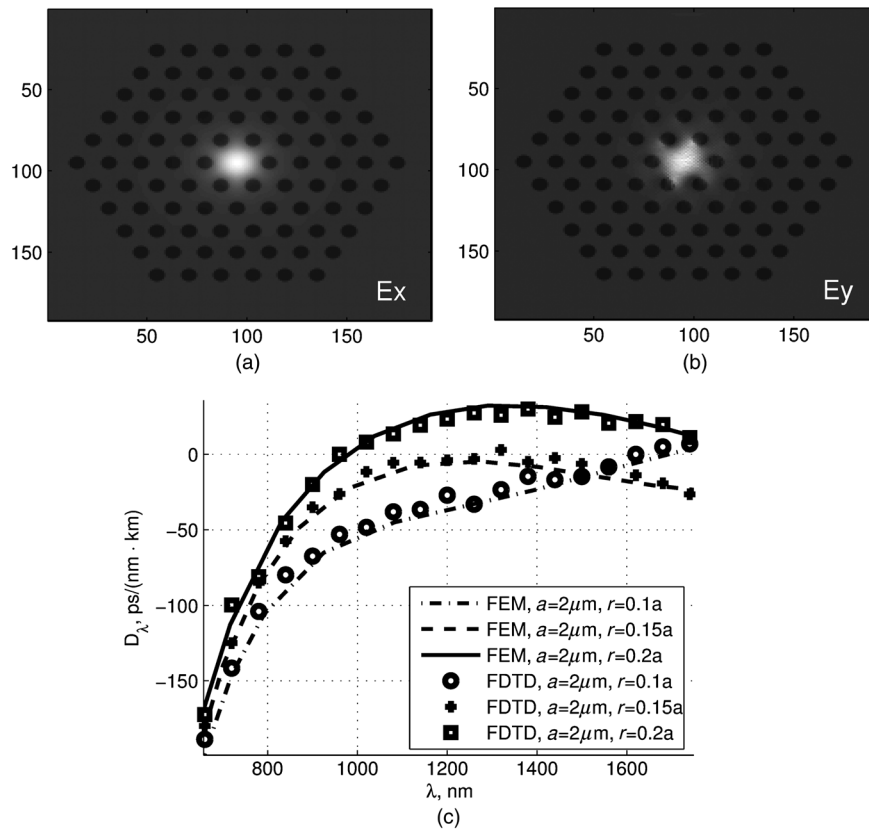 50
100
150
Ex
50 100 150
(a)
50
100
150
Ey
50 100 150
(b)
0
−50
−100
−150
D_λ, ps/(nm · km)
FEM, a=2μm, r=0.1a
FEM, a=2μm, r=0.15a
FEM, a=2μm, r=0.2a
FDTD, a=2μm, r=0.1a
FDTD, a=2μm, r=0.15a
FDTD, a=2μm, r=0.2a
800 1000 1200 1400 1600
λ, nm
(c)